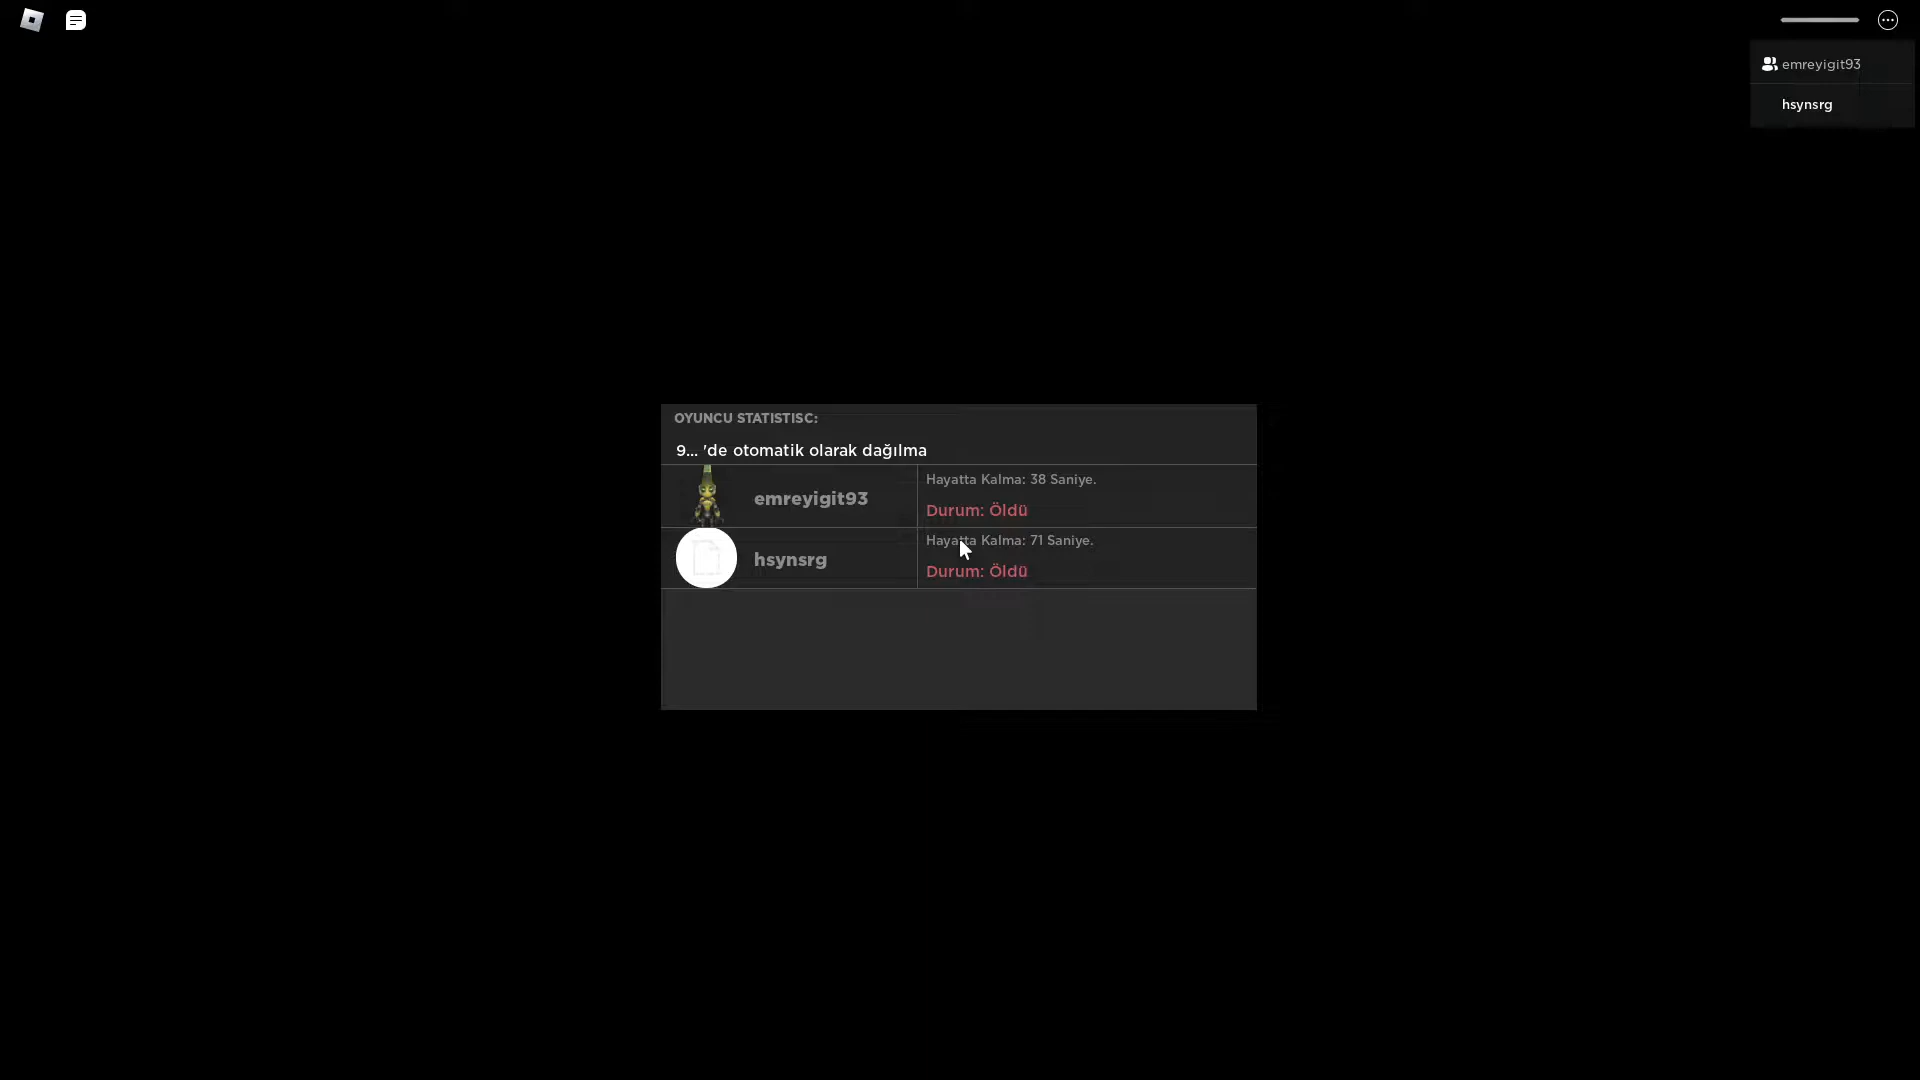 emreyigit93
hsynsrg
OYUNCU STATISTISC:
9... 'de otomatik olarak dağılma
emreyigit93
Hayatta Kalma: 38 Saniye.
Durum: Öldü
hsynsrg
Hayatta Kalma: 71 Saniye.
Durum: Öldü